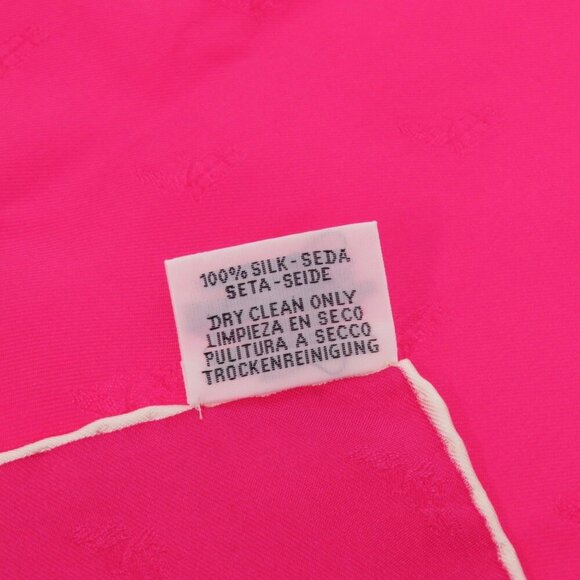 100% SILK-SEDA
SETA-SEIDE
DRY CLEAN ONLY
LIMPIEZA EN SECO
PULITURA A SECCO
TROCKENREINIGUNG